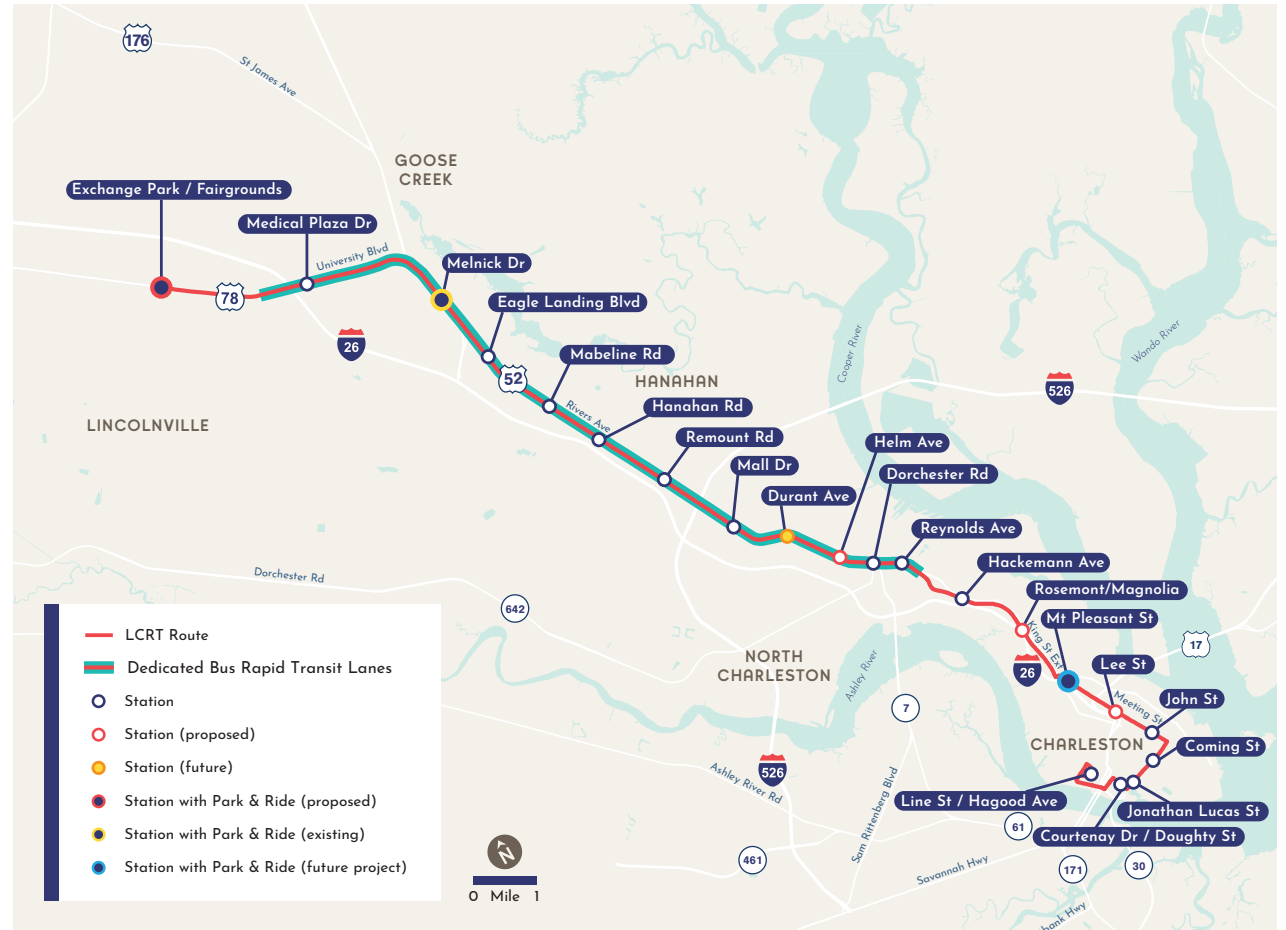 176
St James Ave
GOOSE
CREEK
Exchange Park / Fairgrounds
Medical Plaza Dr
University Blvd
Melnick Dr
78
Eagle Landing Blvd
26
Mabeline Rd
52
HANAHAN
Cooper River
Wando River
526
Rivers Ave
Hanahan Rd
LINCOLNVILLE
Remount Rd
Helm Ave
Mall Dr
Dorchester Rd
Durant Ave
Reynolds Ave
Hackemann Ave
Dorchester Rd
Rosemont/Magnolia
642
Mt Pleasant St
King St Ext
17
NORTH
CHARLESTON
Ashley River
26
Lee St
John St
7
Meeting St
CHARLESTON
Coming St
526
Ashley River Rd
Line St / Hagood Ave
Jonathan Lucas St
Sam Rittenberg Blvd
61
Courtenay Dr / Doughty St
461
Savannah Hwy
171
30
bank Hwy
LCRT Route
Dedicated Bus Rapid Transit Lanes
Station
Station (proposed)
Station (future)
Station with Park & Ride (proposed)
Station with Park & Ride (existing)
Station with Park & Ride (future project)
N
0 Mile 1